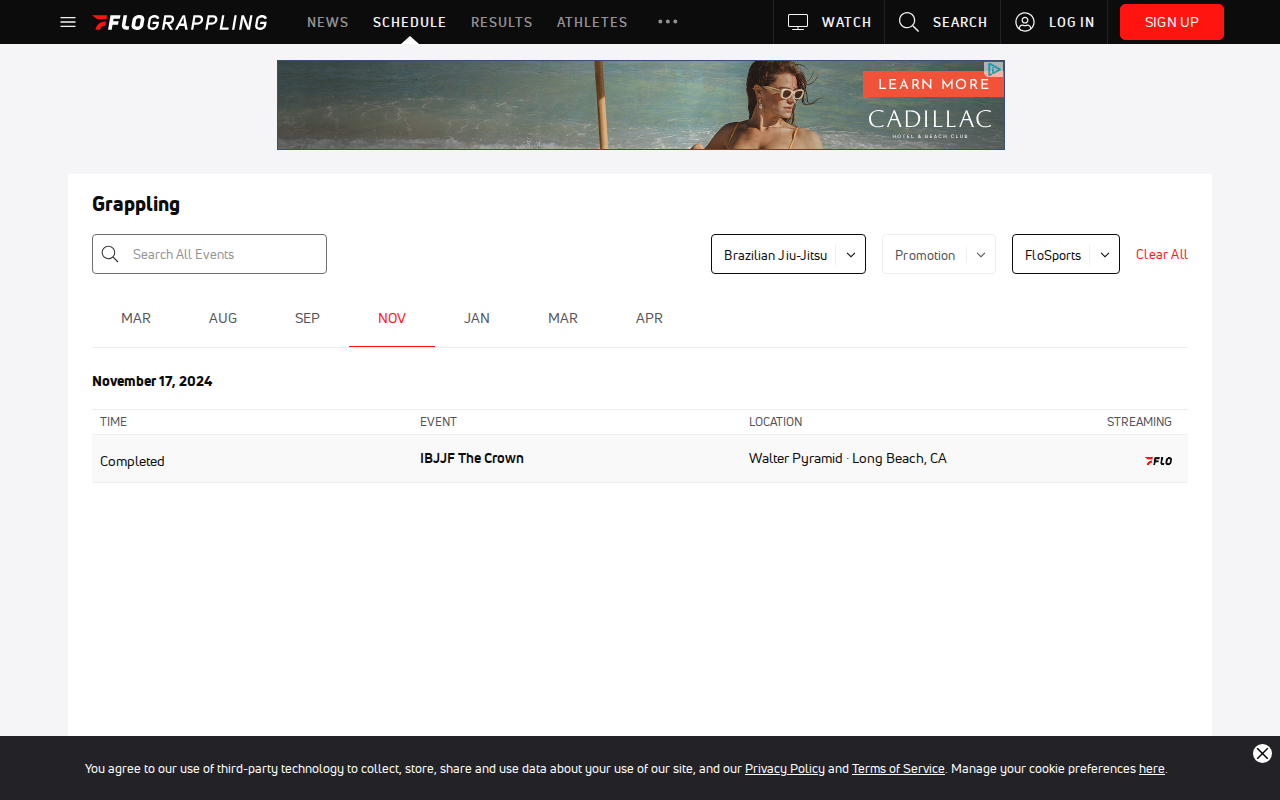 FLOGRAPPLING NEWS SCHEDULE RESULTS ATHLETES ••• WATCH SEARCH LOG IN SIGN UP
LEARN MORE
CADILLAC
HOTEL & BEACH CLUB
Grappling
Search All Events Brazilian Jiu-Jitsu Promotion FloSports Clear All
MAR AUG SEP NOV JAN MAR APR
November 17, 2024
TIME EVENT LOCATION STREAMING
Completed IBJJF The Crown Walter Pyramid · Long Beach, CA FLO
You agree to our use of third-party technology to collect, store, share and use data about your use of our site, and our Privacy Policy and Terms of Service. Manage your cookie preferences here.